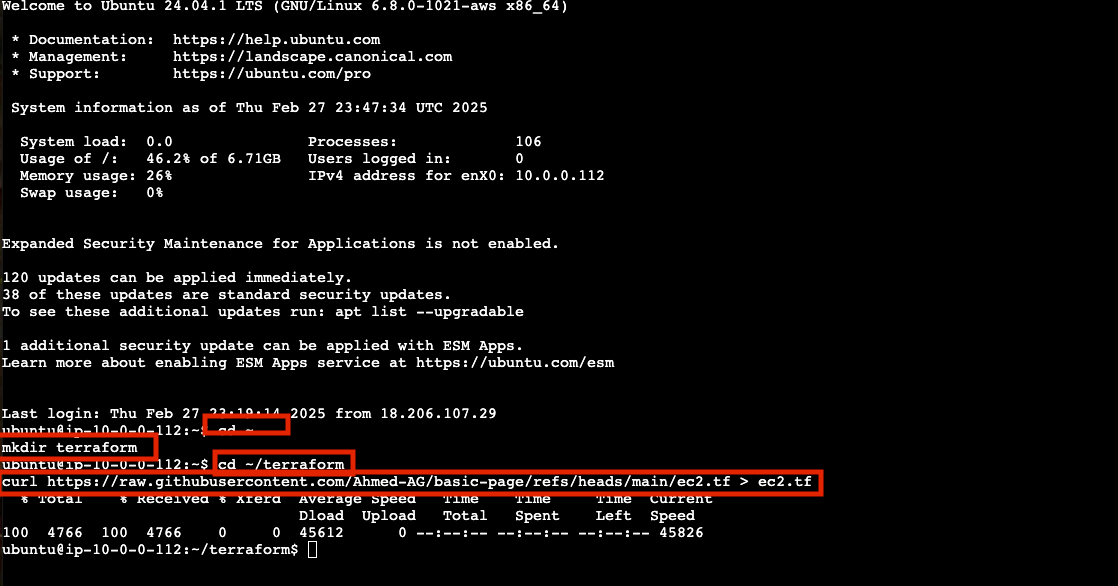 Welcome to Ubuntu 24.04.1 LTS (GNU/Linux 6.8.0-1021-aws x86_64)
* Documentation:  https://help.ubuntu.com
* Management:     https://landscape.canonical.com
* Support:        https://ubuntu.com/pro
System information as of Thu Feb 27 23:47:34 UTC 2025
System load:  0.0               Processes:             106
Usage of /:   46.2% of 6.71GB   Users logged in:       0
Memory usage: 26%               IPv4 address for enX0: 10.0.0.112
Swap usage:   0%
Expanded Security Maintenance for Applications is not enabled.
120 updates can be applied immediately.
38 of these updates are standard security updates.
To see these additional updates run: apt list --upgradable
1 additional security update can be applied with ESM Apps.
Learn more about enabling ESM Apps service at https://ubuntu.com/esm
Last login: Thu Feb 27 23:19:14 2025 from 18.206.107.29
ubuntu@ip-10-0-0-112:~$ cd ~
mkdir terraform
ubuntu@ip-10-0-0-112:~$ cd ~/terraform
curl https://raw.githubusercontent.com/Ahmed-AG/basic-page/refs/heads/main/ec2.tf > ec2.tf
% Total    % Received % Xferd  Average Speed   Time    Time     Time  Current
Dload  Upload   Total   Spent    Left  Speed
100  4766  100  4766    0     0  45612      0 --:--:-- --:--:-- --:--:-- 45826
ubuntu@ip-10-0-0-112:~/terraform$